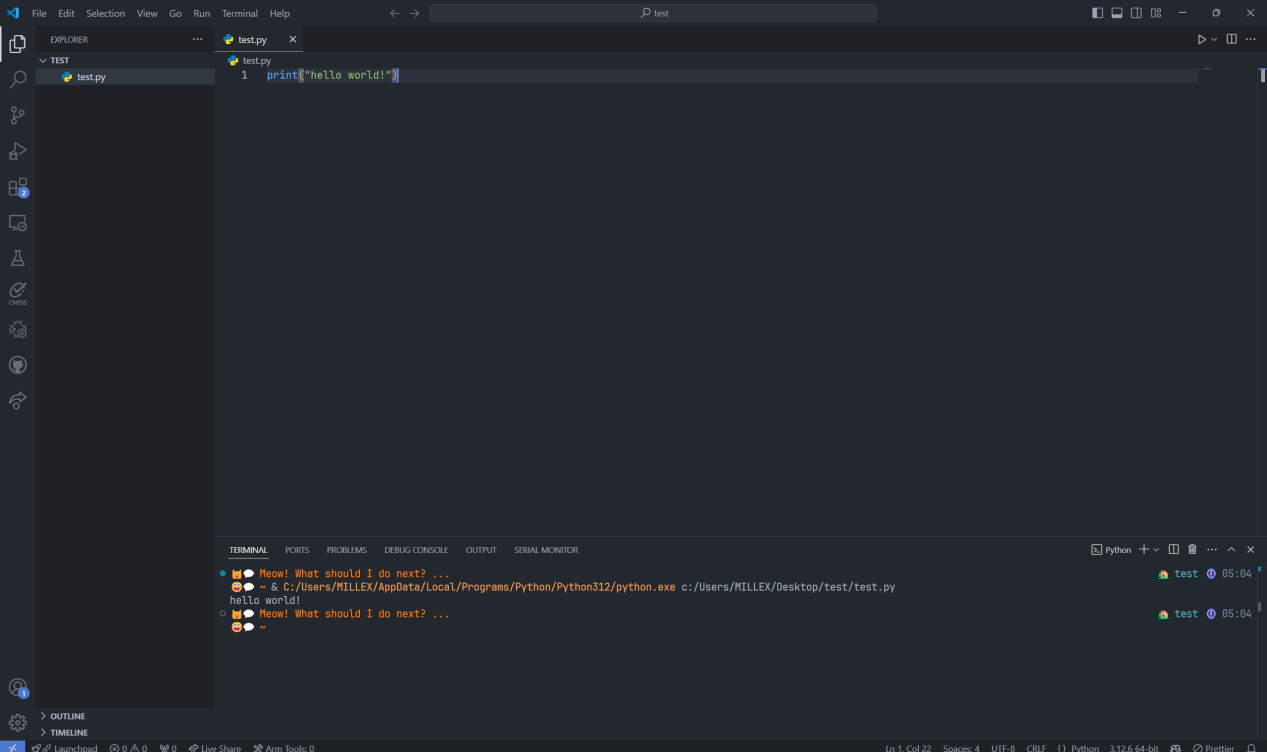 File Edit Selection View Go Run Terminal Help test
EXPLORER test.py
TEST
test.py
test.py
1 print("hello world!")
2
CMSIS
1
OUTLINE
TIMELINE
TERMINAL PORTS PROBLEMS DEBUG CONSOLE OUTPUT SERIAL MONITOR Python
Meow! What should I do next? ... test 05:04
~ & C:/Users/MILLEX/AppData/Local/Programs/Python/Python312/python.exe c:/Users/MILLEX/Desktop/test/test.py
hello world!
Meow! What should I do next? ... test 05:04
~
Launchpad 0 0 0 Live Share Arm Tools: 0 Ln 1, Col 22 Spaces: 4 UTF-8 CRLF {} Python 3.12.6 64-bit Prettier